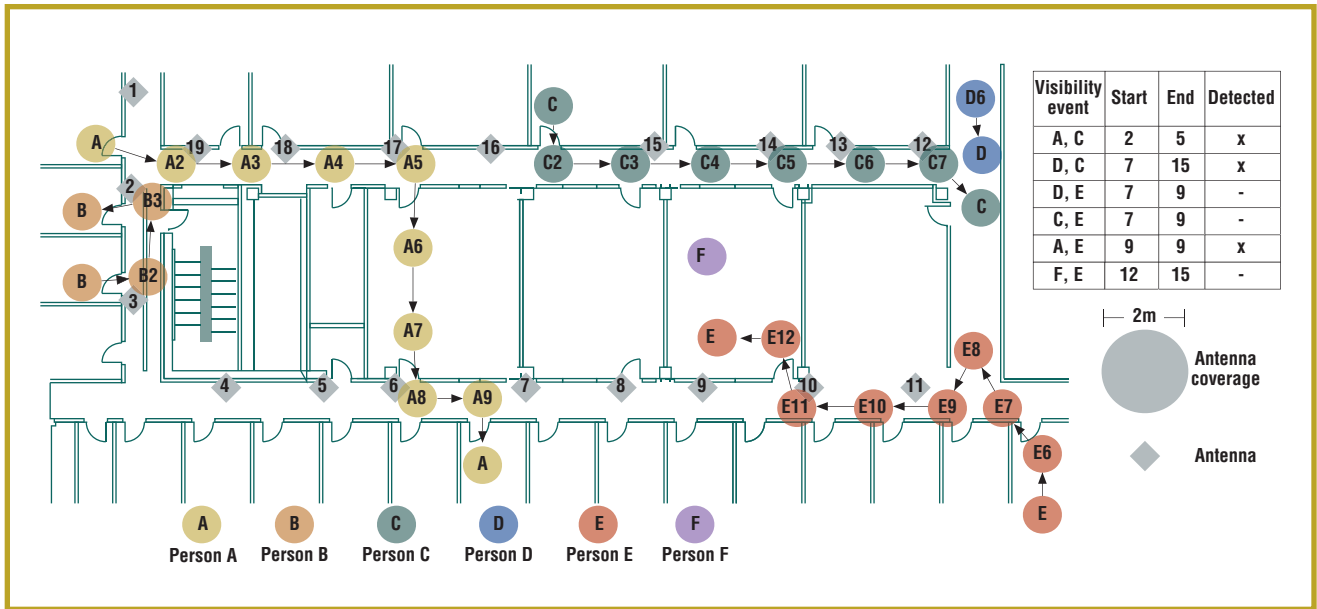 1
D6
Visibility event Start End Detected
A, C 2 5 x
D, C 7 15 x
D, E 7 9 -
C, E 7 9 -
A, E 9 9 x
F, E 12 15 -
C
A 19 18 17 16 15 14 13 12 D
A2 A3 A4 A5 C2 C3 C4 C5 C6 C7
2
B B3 C
A6 F
B B2
3
2m
Antenna coverage
A7 E E12 E8
4 5 6 7 8 9 10 11
A8 A9 E11 E10 E9 E7
E6
Antenna
A
E
A B C D E F
Person A Person B Person C Person D Person E Person F